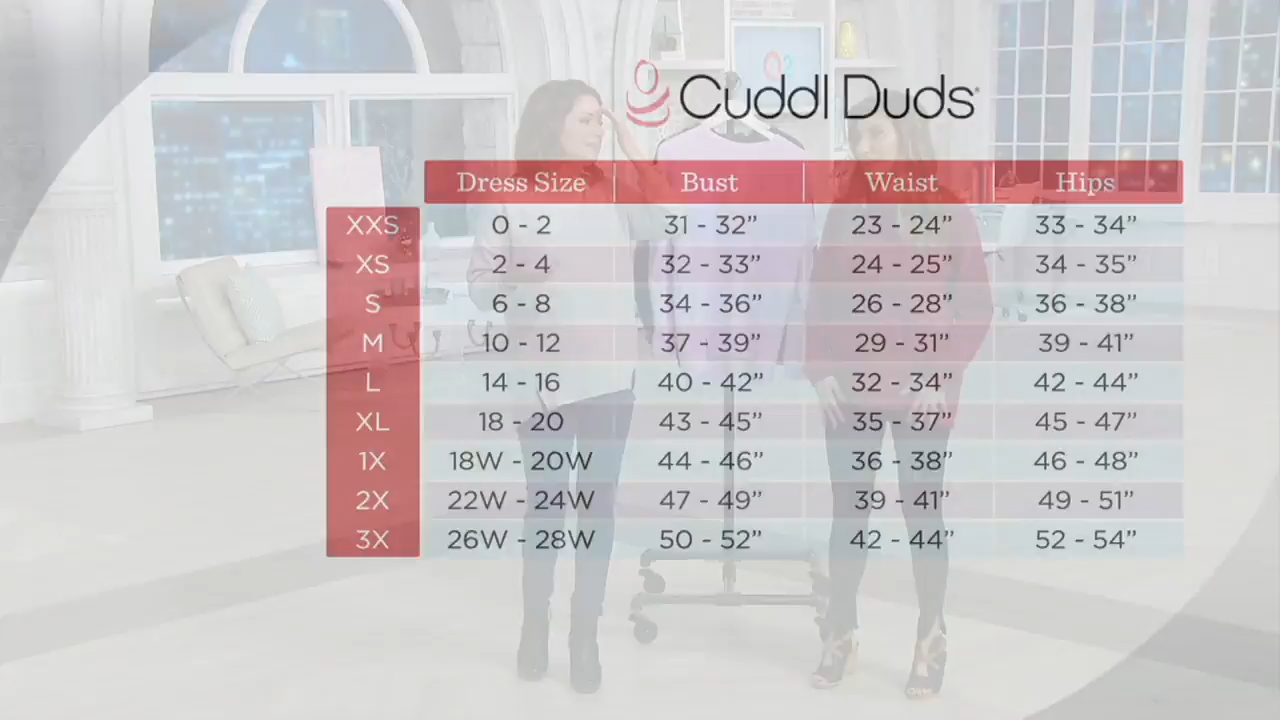 Cuddl Duds
Dress Size Bust Waist Hips
XXS 0 - 2 31 - 32” 23 - 24” 33 - 34”
XS 2 - 4 32 - 33” 24 - 25” 34 - 35”
S 6 - 8 34 - 36” 26 - 28” 36 - 38”
M 10 - 12 37 - 39” 29 - 31” 39 - 41”
L 14 - 16 40 - 42” 32 - 34” 42 - 44”
XL 18 - 20 43 - 45” 35 - 37” 45 - 47”
1X 18W - 20W 44 - 46” 36 - 38” 46 - 48”
2X 22W - 24W 47 - 49” 39 - 41” 49 - 51”
3X 26W - 28W 50 - 52” 42 - 44” 52 - 54”